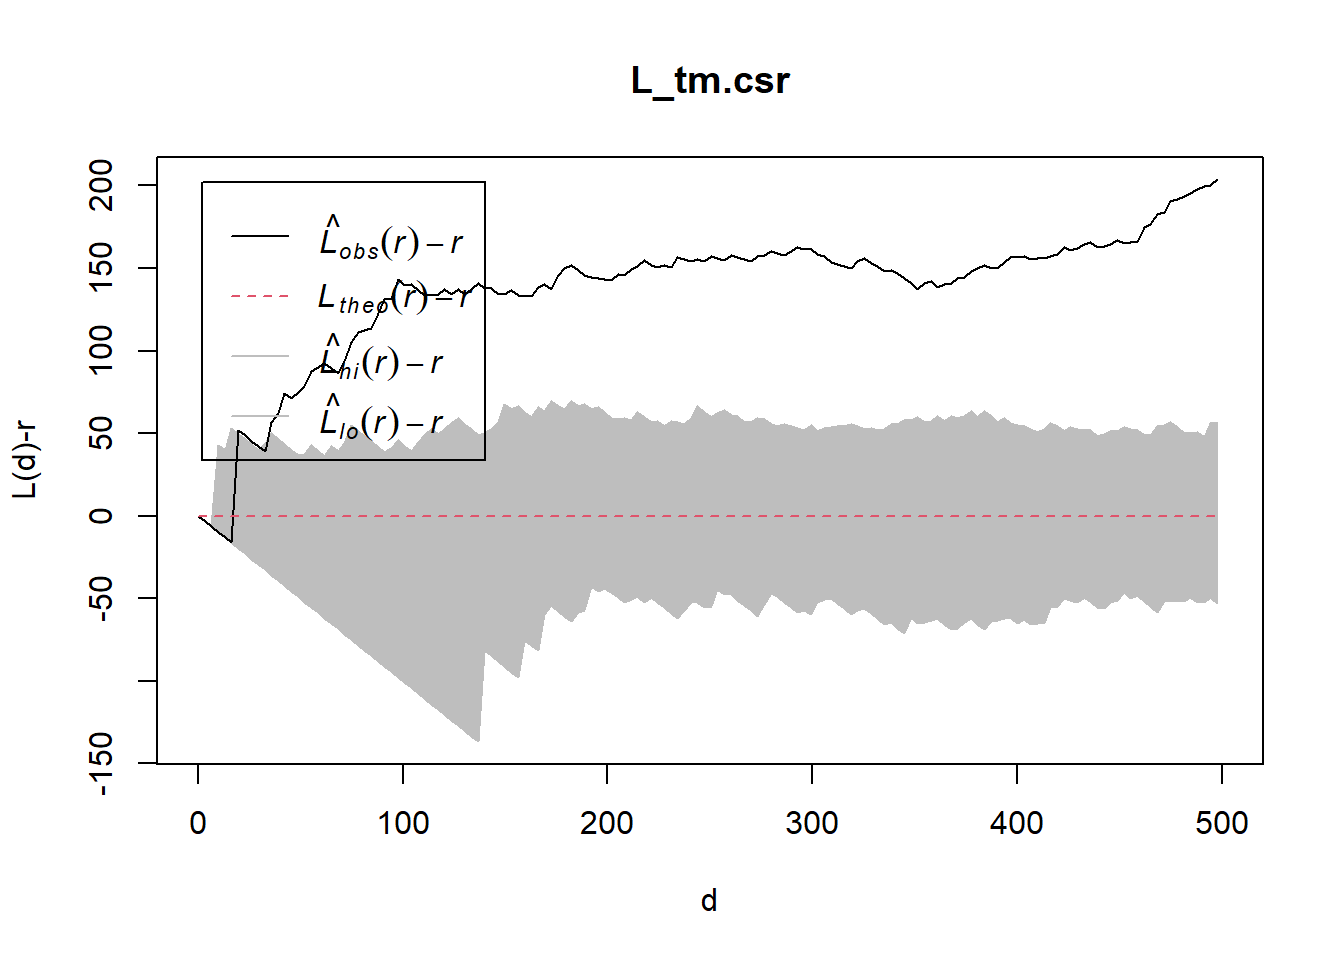 L_tm.csr
L̂obs(r) − r
Ltheo(r) − r
L̂hi(r) − r
L̂lo(r) − r
L(d)-r
200
150
100
50
0
-50
-150
0 100 200 300 400 500
d